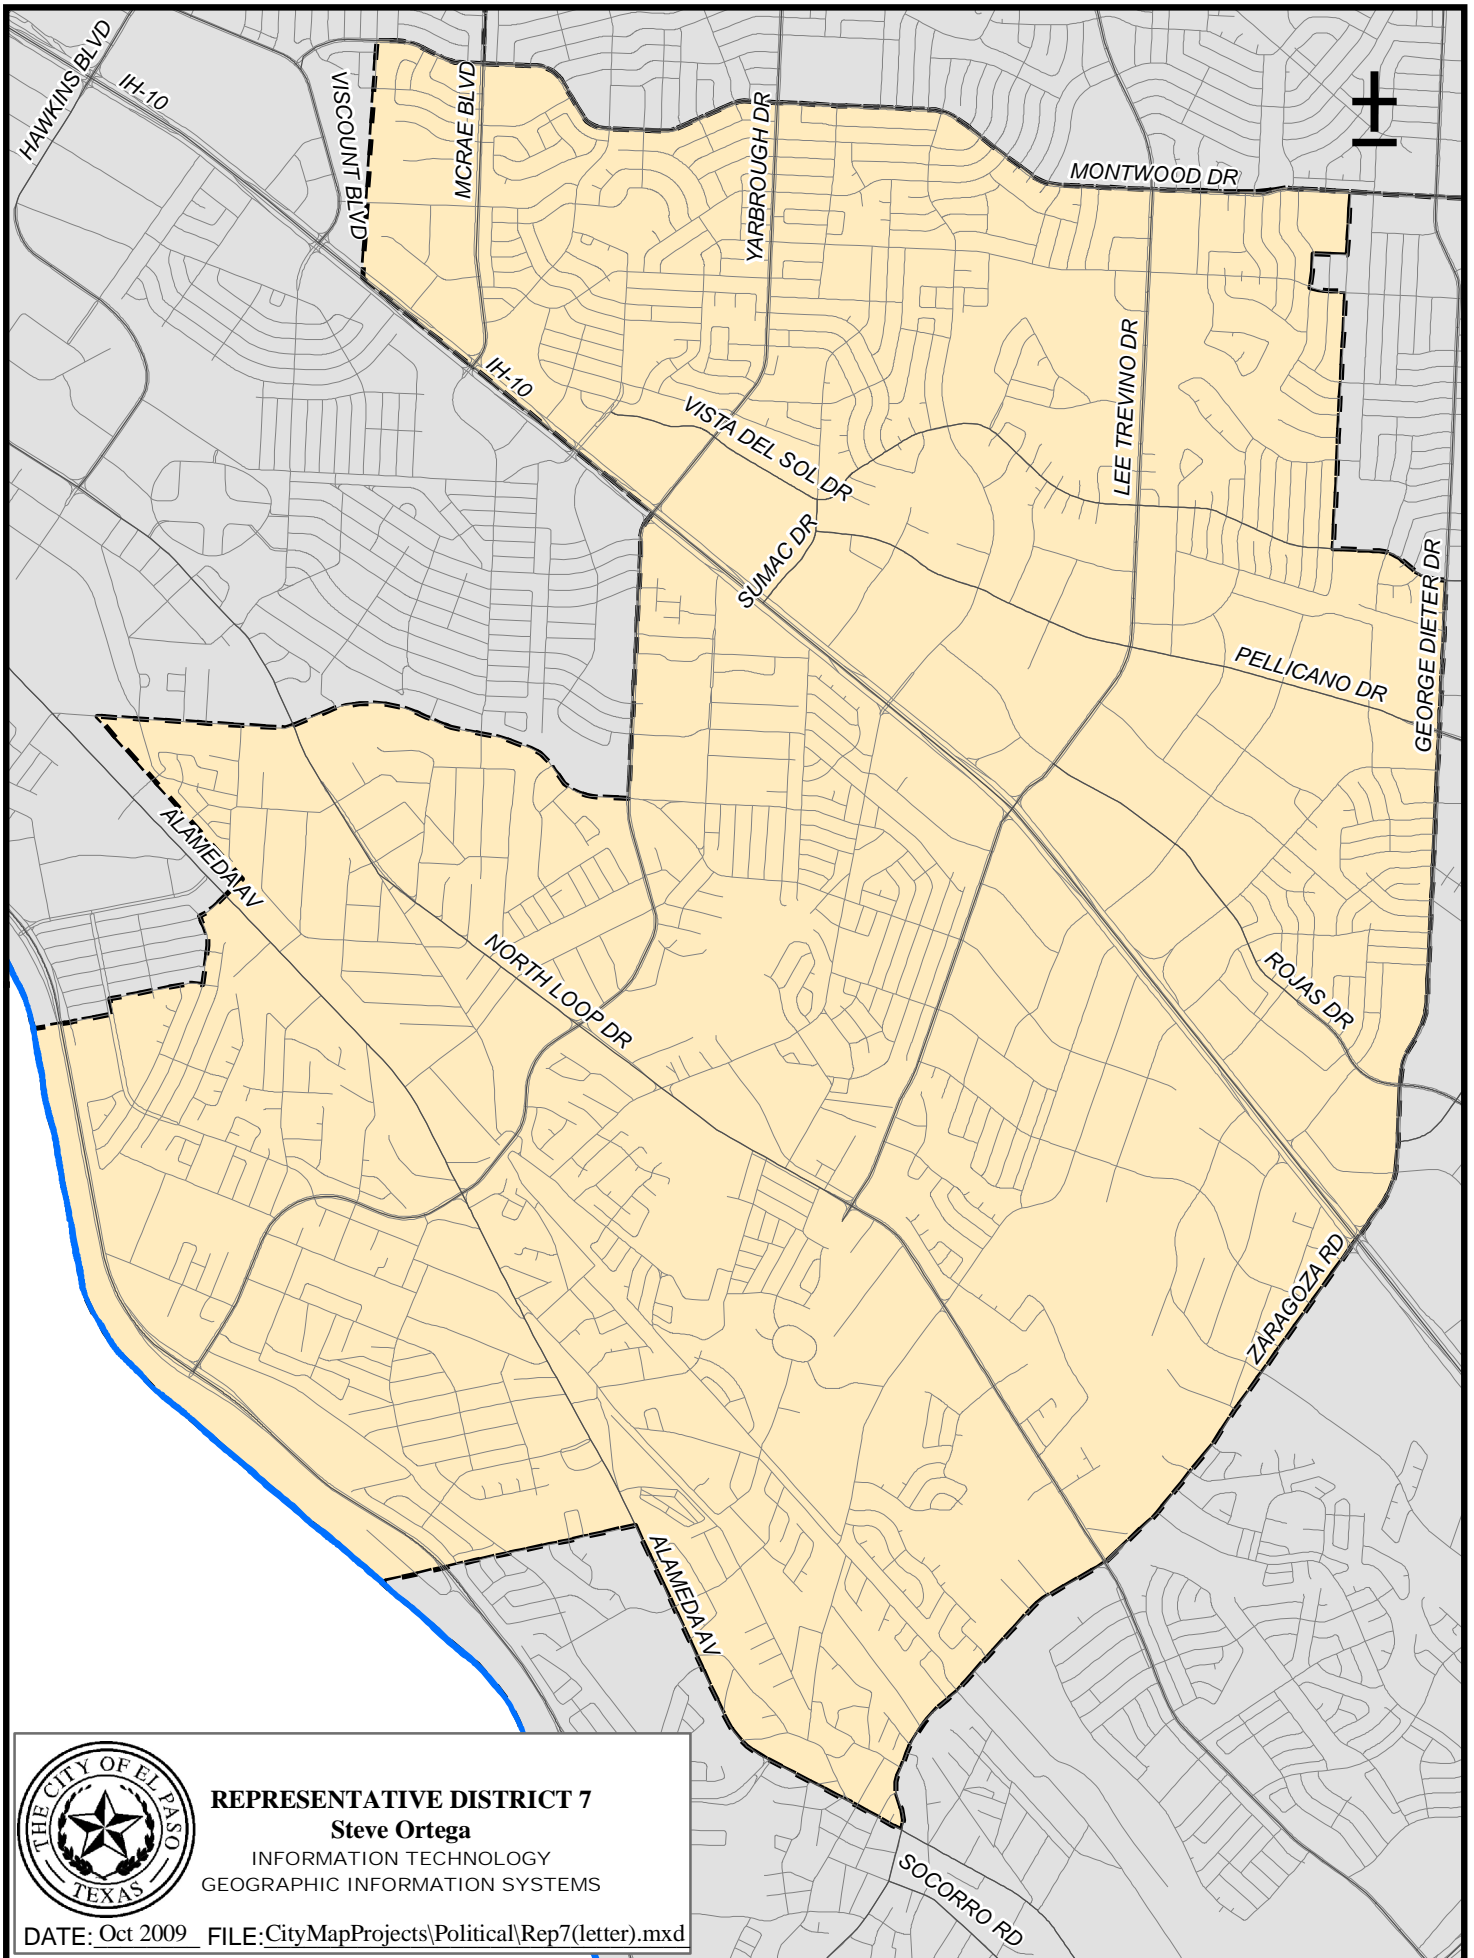 HAWKINS BLVD
IH-10
VISCOUNT BLVD
MCRAE BLVD
YARBROUGH DR
MONTWOOD DR
IH-10
VISTA DEL SOL DR
LEE TREVINO DR
SUMAC DR
GEORGE DIETER DR
PELLICANO DR
ALAMEDA AV
NORTH LOOP DR
ROJAS DR
ZARAGOZA RD
ALAMEDA AV
SOCORRO RD
THE CITY OF EL PASO
TEXAS
REPRESENTATIVE DISTRICT 7
Steve Ortega
INFORMATION TECHNOLOGY
GEOGRAPHIC INFORMATION SYSTEMS
DATE: Oct 2009 FILE: CityMapProjects\Political\Rep7(letter).mxd